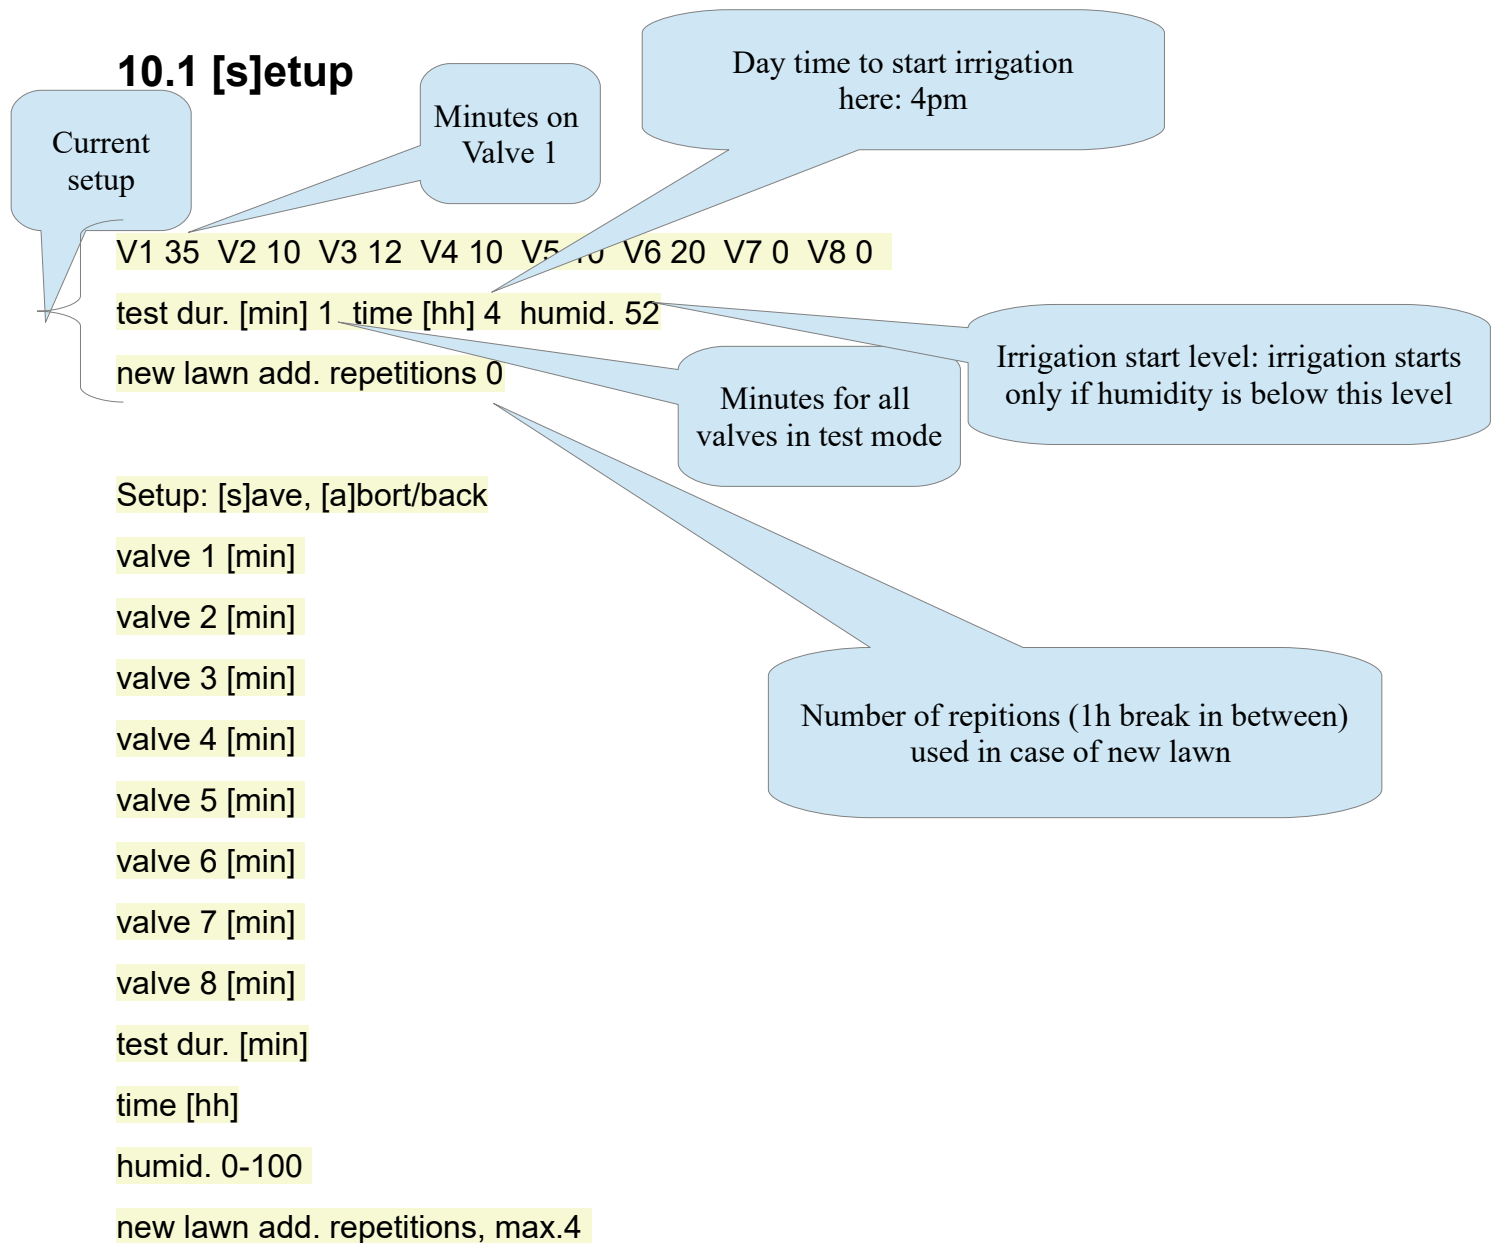 10.1 [s]etup
Current
setup
Minutes on
Valve 1
Day time to start irrigation
here: 4pm
V1 35 V2 10 V3 12 V4 10 V5 10 V6 20 V7 0 V8 0
test dur. [min] 1 time [hh] 4 humid. 52
new lawn add. repetitions 0
Irrigation start level: irrigation starts
only if humidity is below this level
Minutes for all
valves in test mode
Setup: [s]ave, [a]bort/back
valve 1 [min]
valve 2 [min]
valve 3 [min]
valve 4 [min]
valve 5 [min]
valve 6 [min]
valve 7 [min]
valve 8 [min]
test dur. [min]
time [hh]
humid. 0-100
new lawn add. repetitions, max.4
Number of repitions (1h break in between)
used in case of new lawn